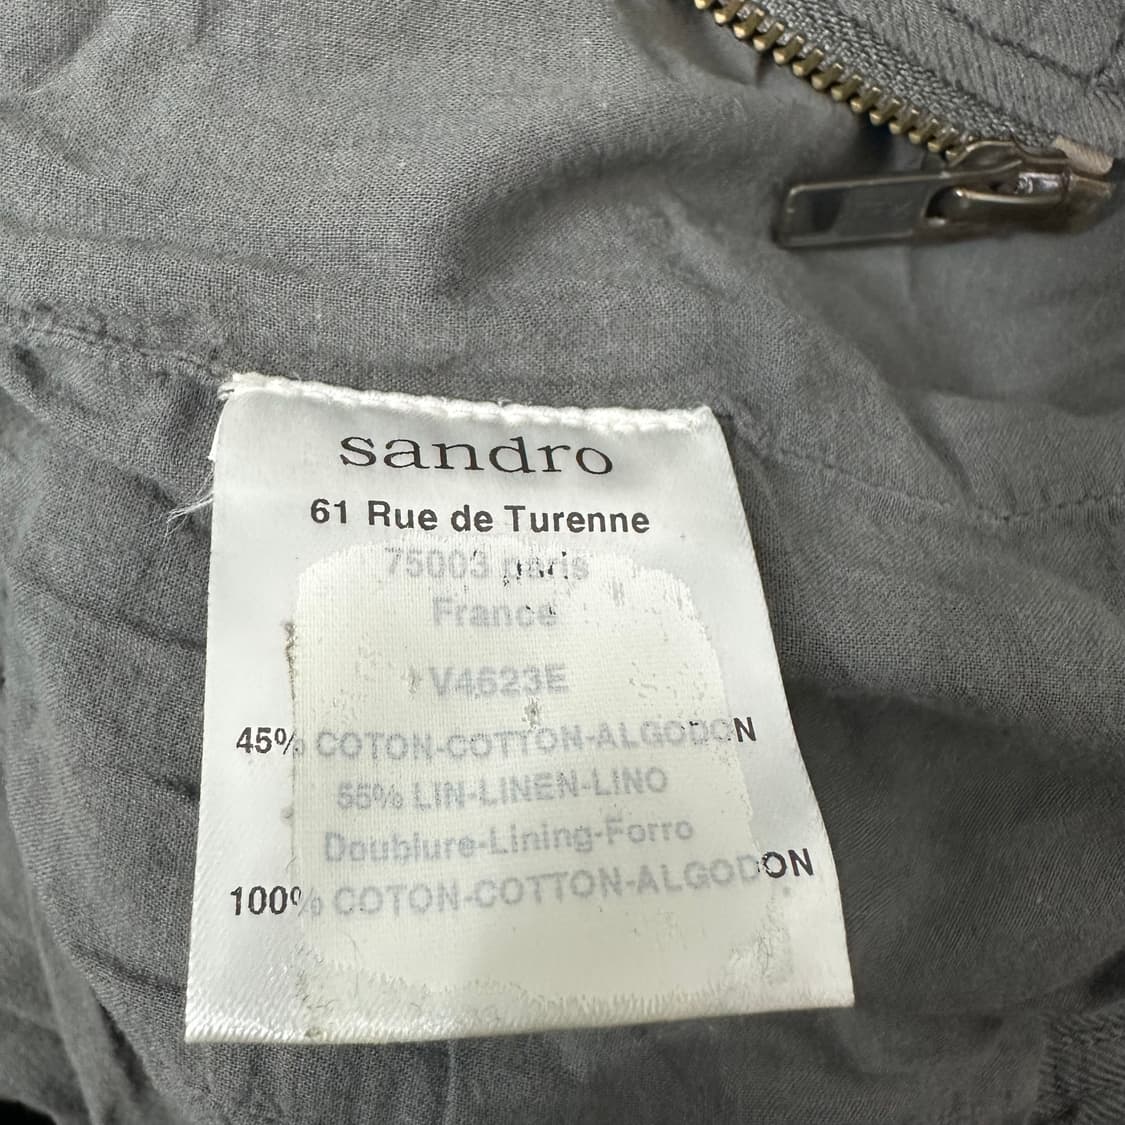 sandro
61 Rue de Turenne
75003 paris
France
V4623E
45% COTON-COTTON-ALGODON
55% LIN-LINEN-LINO
Doublure-Lining-Forro
100% COTON-COTTON-ALGODON